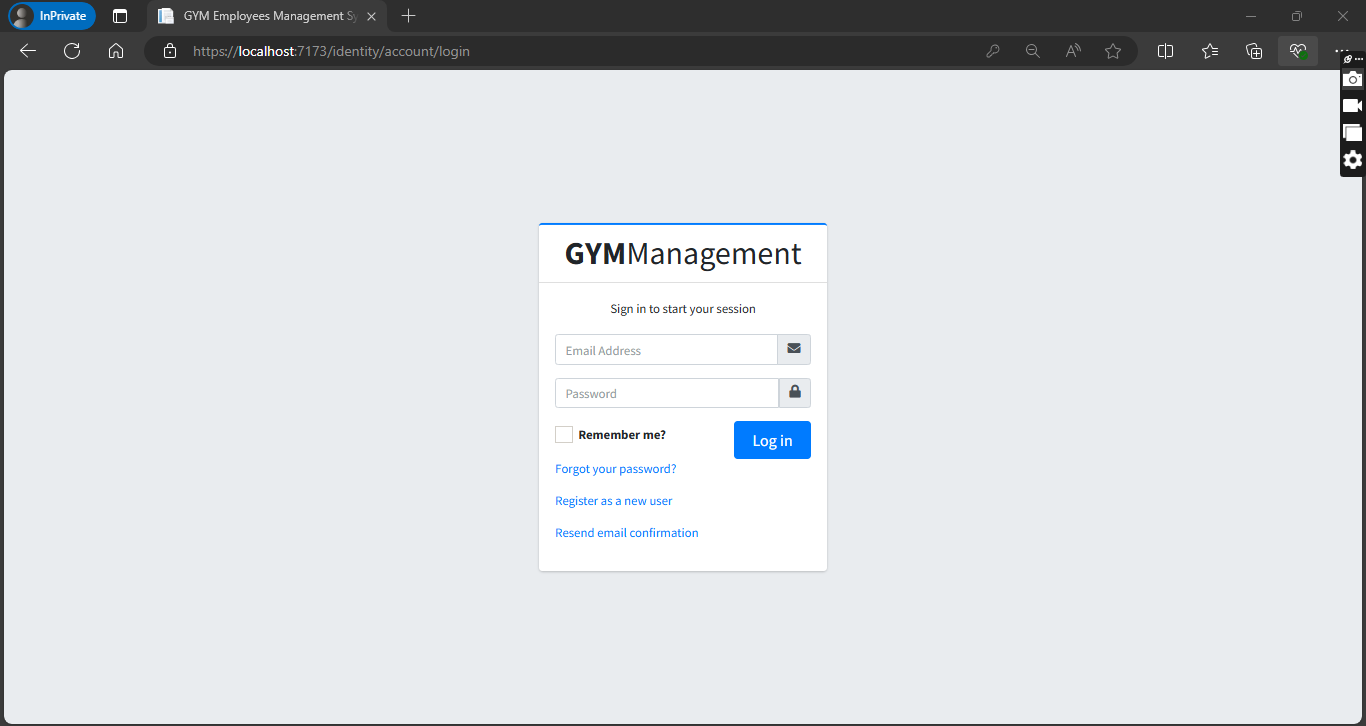 InPrivate
GYM Employees Management Sy
https://localhost:7173/identity/account/login
GYMManagement
Sign in to start your session
Email Address
Password
Remember me?
Log in
Forgot your password?
Register as a new user
Resend email confirmation